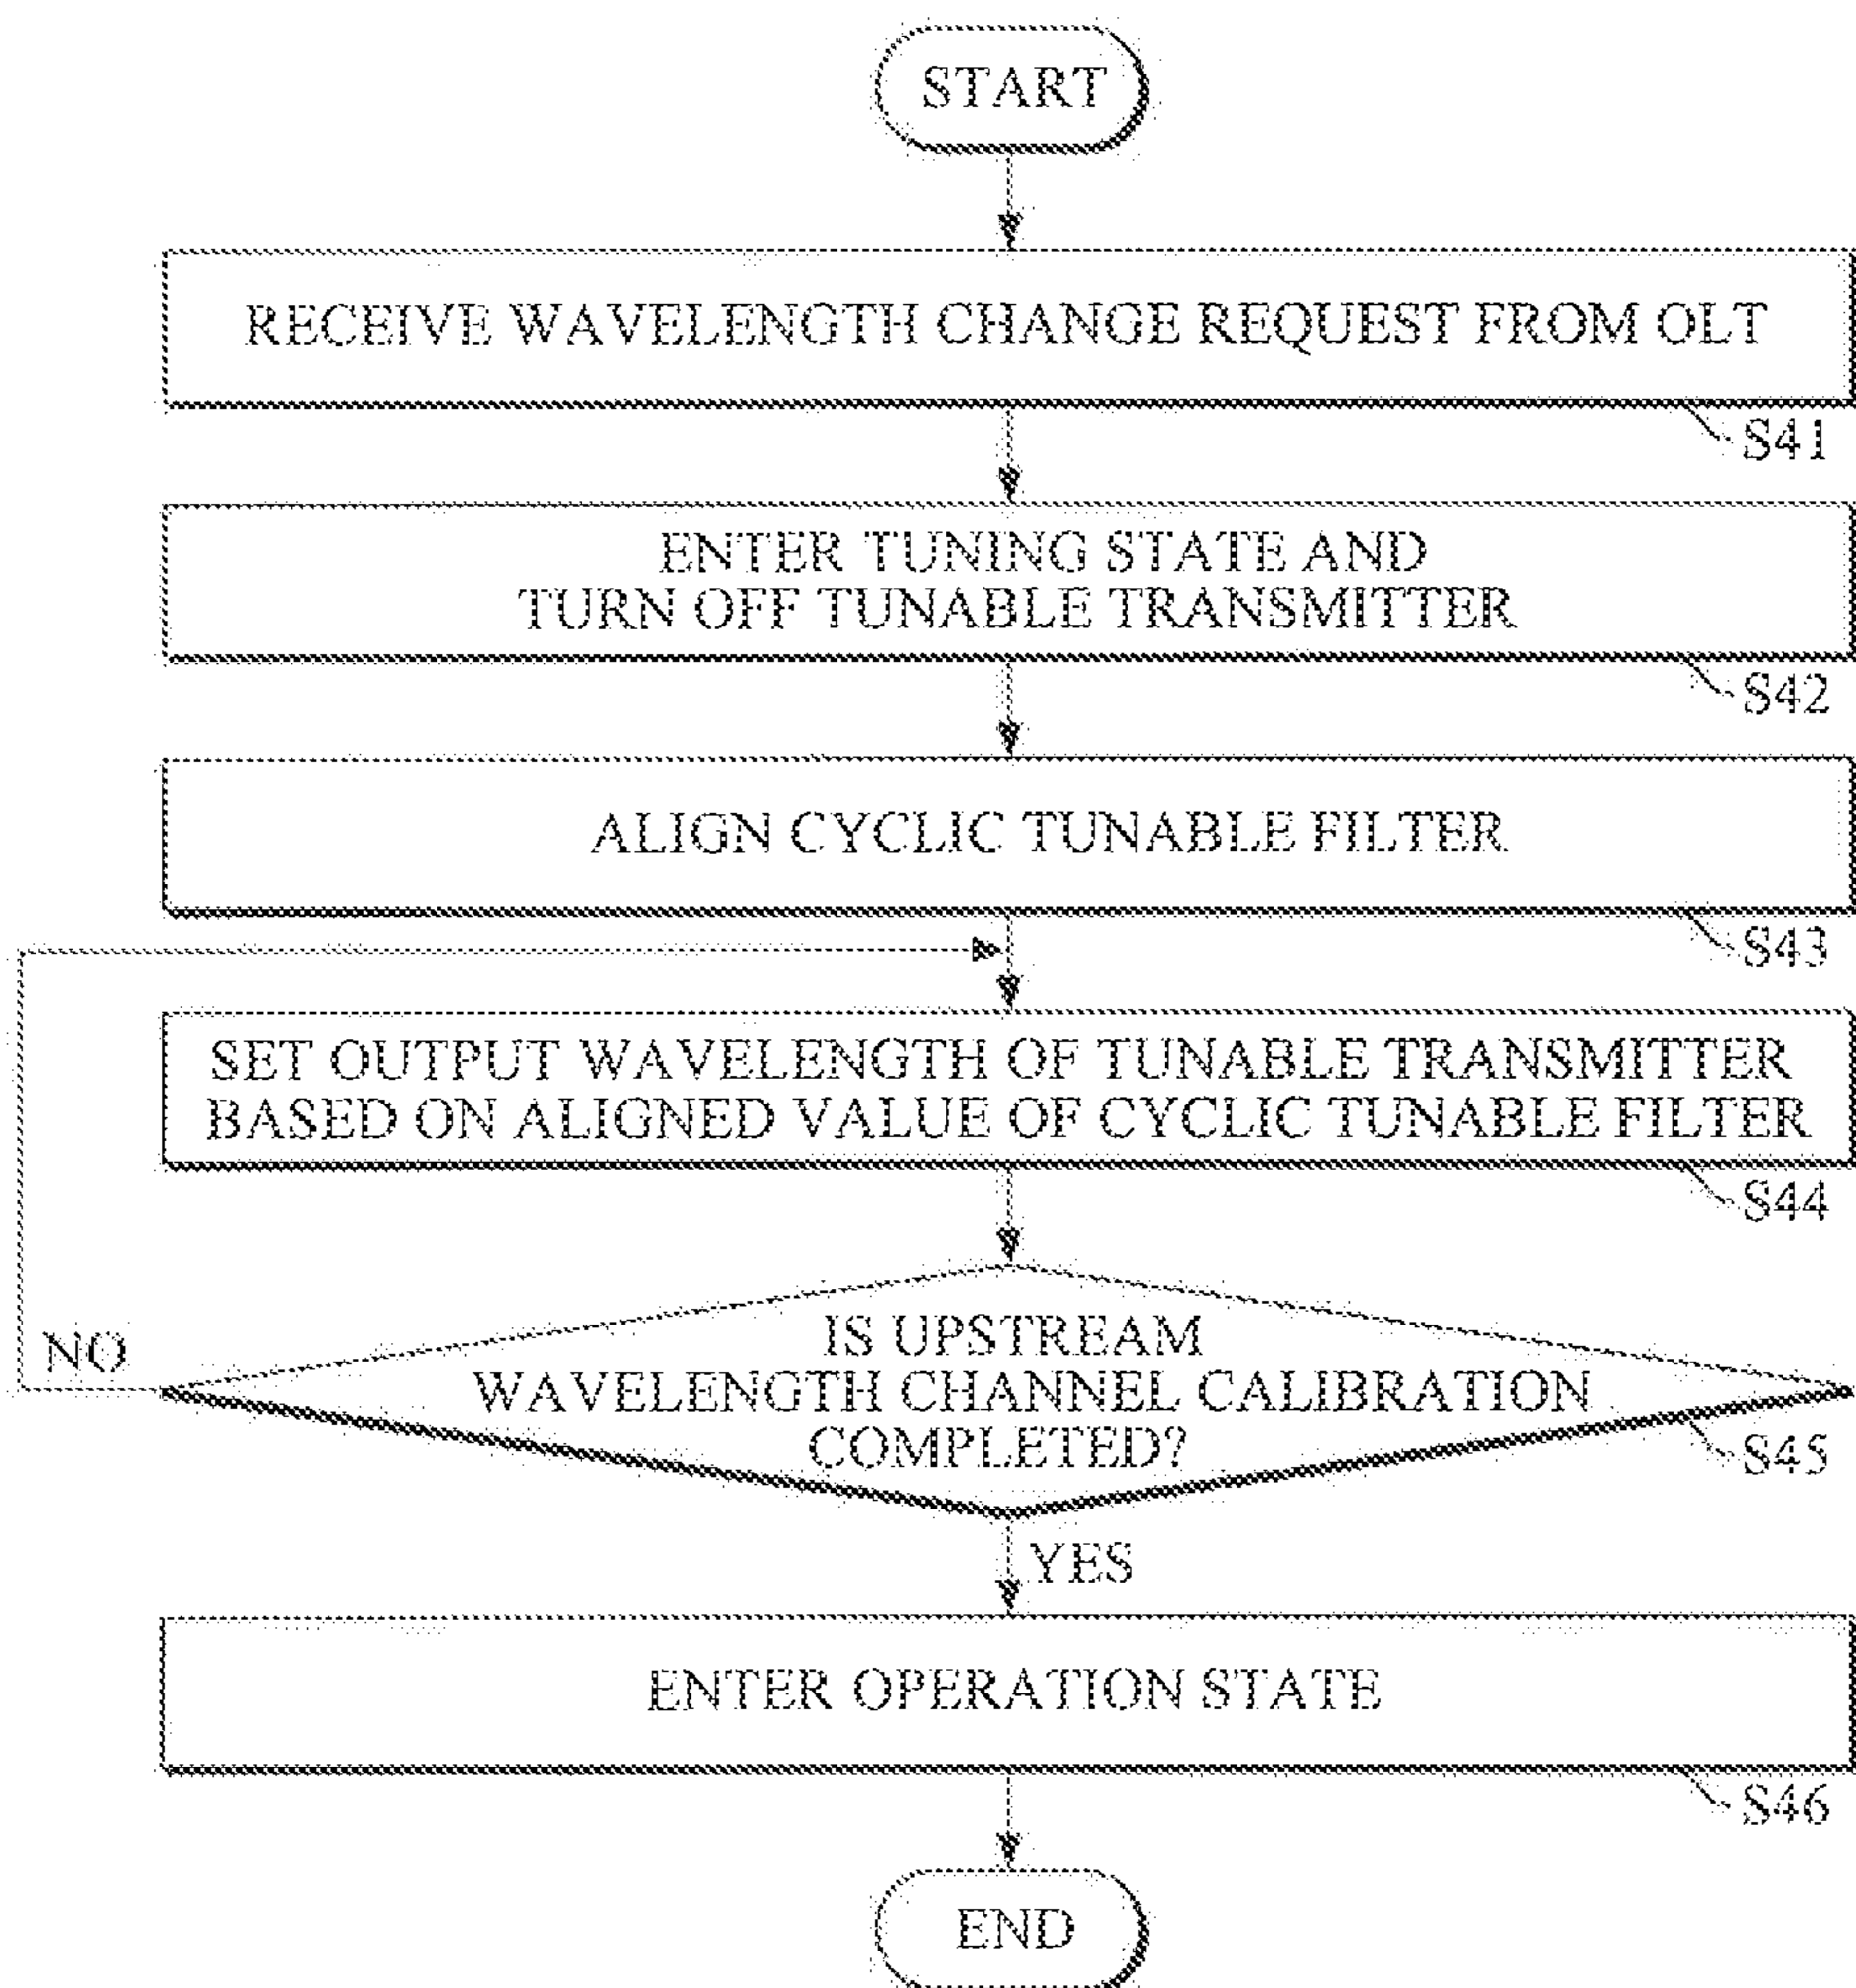 START
RECEIVE WAVELENGTH CHANGE REQUEST FROM OLT
S41
ENTER TUNING STATE AND
TURN OFF TUNABLE TRANSMITTER
S42
ALIGN CYCLIC TUNABLE FILTER
S43
SET OUTPUT WAVELENGTH OF TUNABLE TRANSMITTER
BASED ON ALIGNED VALUE OF CYCLIC TUNABLE FILTER
S44
IS UPSTREAM
WAVELENGTH CHANNEL CALIBRATION
COMPLETED?
NO
S45
YES
ENTER OPERATION STATE
S46
END